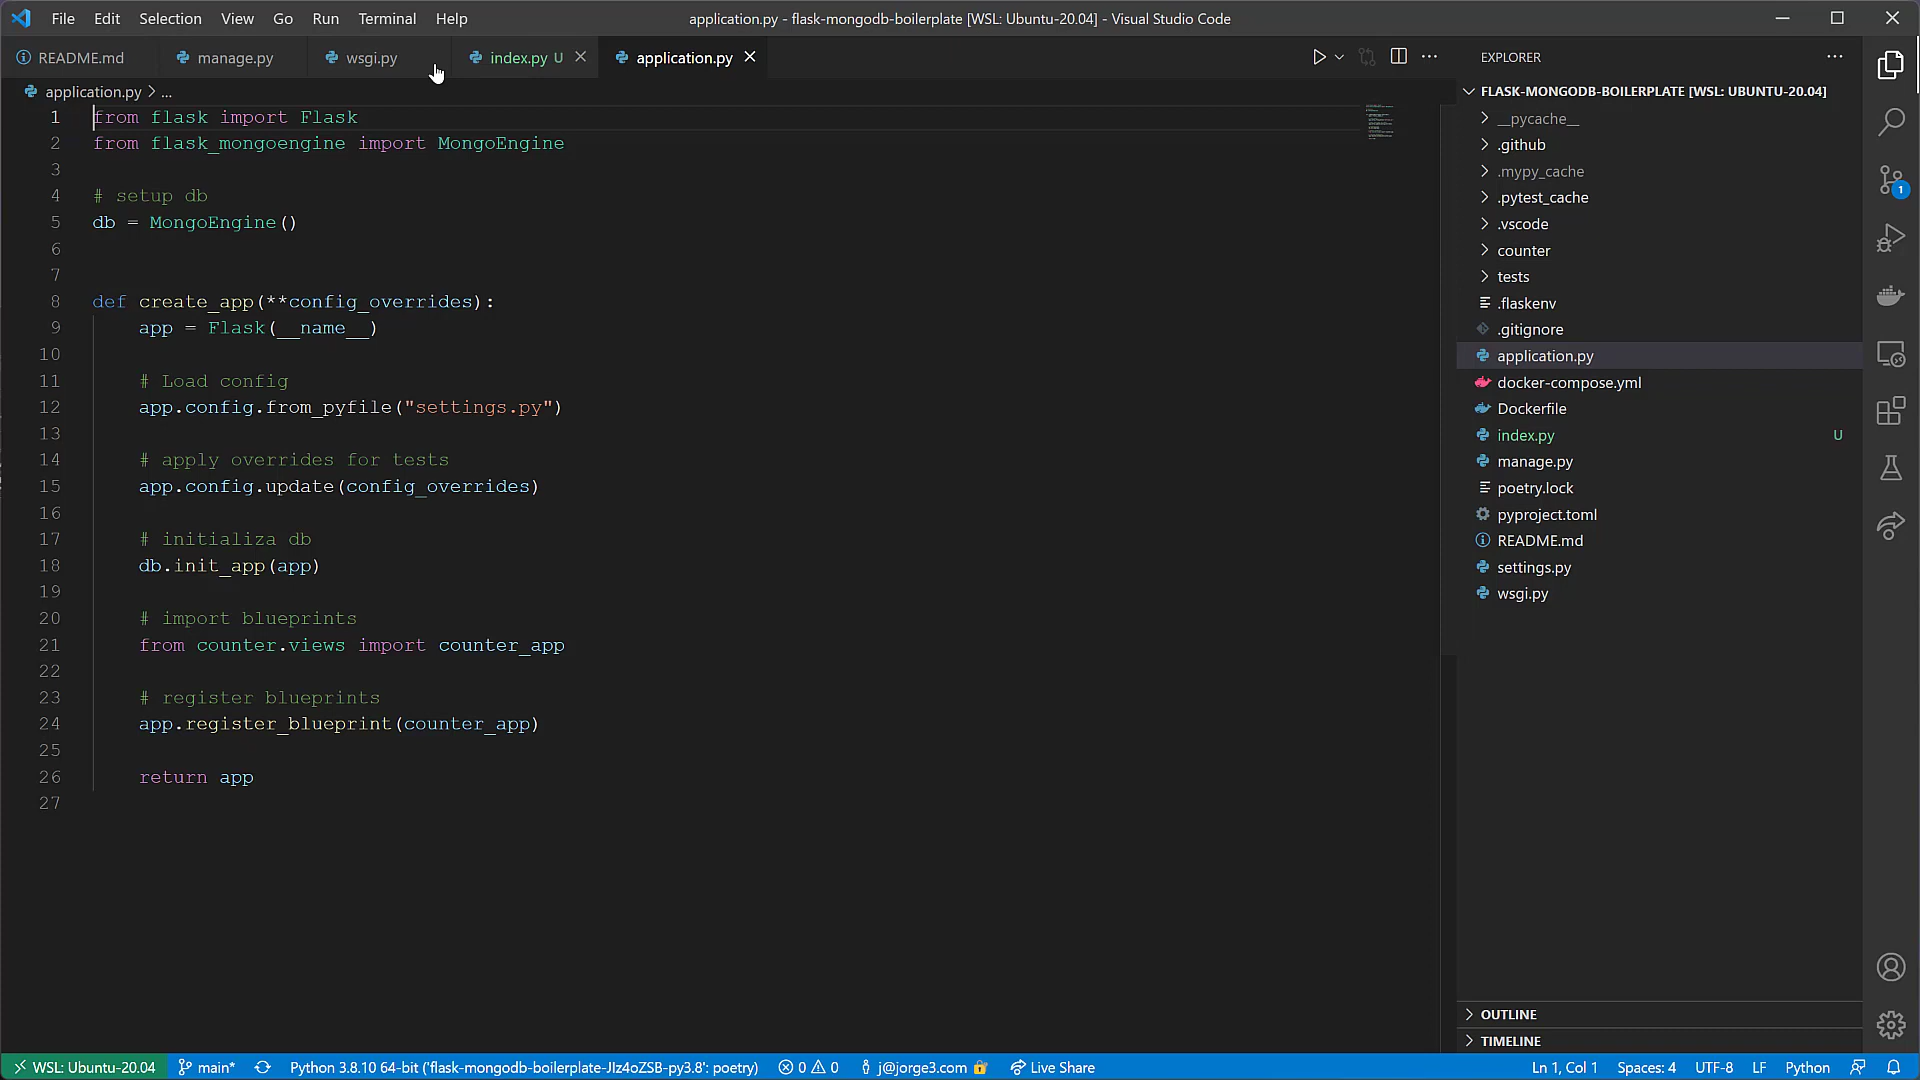 File Edit Selection View Go Run Terminal Help
application.py - flask-mongodb-boilerplate [WSL: Ubuntu-20.04] - Visual Studio Code
README.md
manage.py
wsgi.py
index.py U
application.py
application.py > ...
1 from flask import Flask
2 from flask_mongoengine import MongoEngine
3
4 # setup db
5 db = MongoEngine()
6
7
8 def create_app(**config_overrides):
9 app = Flask(__name__)
10
11 # Load config
12 app.config.from_pyfile("settings.py")
13
14 # apply overrides for tests
15 app.config.update(config_overrides)
16
17 # initializa db
18 db.init_app(app)
19
20 # import blueprints
21 from counter.views import counter_app
22
23 # register blueprints
24 app.register_blueprint(counter_app)
25
26 return app
27
EXPLORER
FLASK-MONGODB-BOILERPLATE [WSL: UBUNTU-20.04]
__pycache__
.github
.mypy_cache
.pytest_cache
.vscode
counter
tests
.flaskenv
.gitignore
application.py
docker-compose.yml
Dockerfile
index.py U
manage.py
poetry.lock
pyproject.toml
README.md
settings.py
wsgi.py
OUTLINE
TIMELINE
1
WSL: Ubuntu-20.04 main* Python 3.8.10 64-bit ('flask-mongodb-boilerplate-JIz4oZSB-py3.8': poetry) 0 0 j@jorge3.com Live Share Ln 1, Col 1 Spaces: 4 UTF-8 LF Python